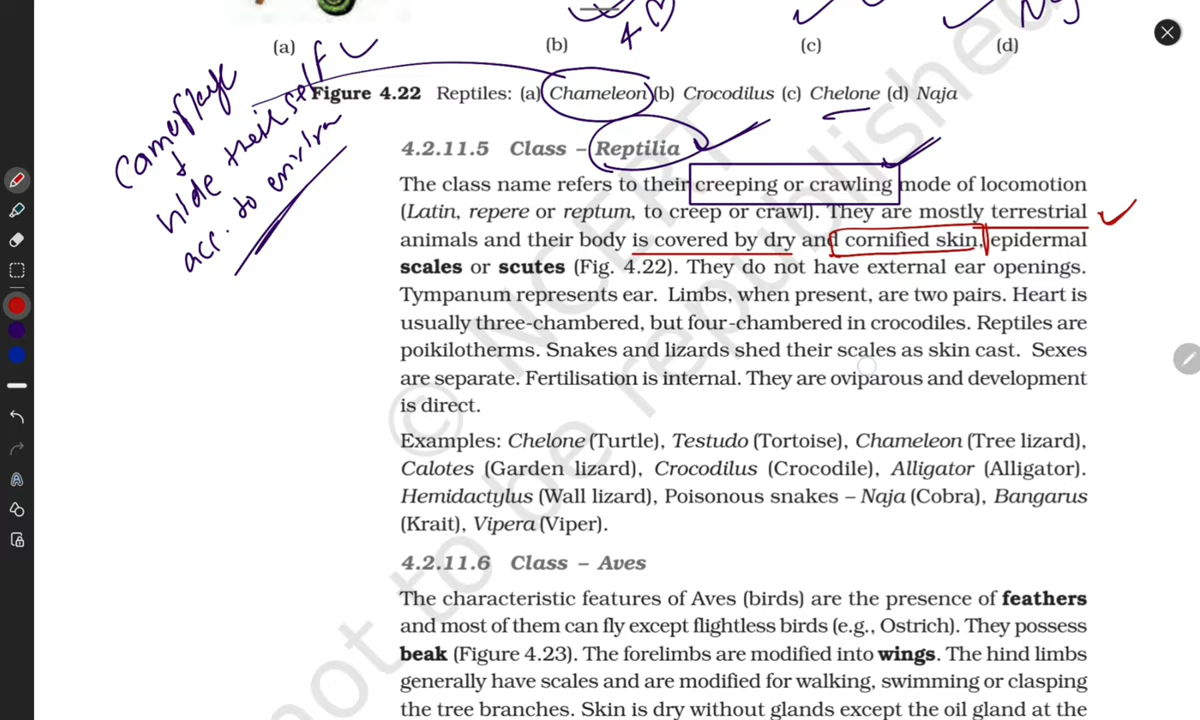 (a)
(b)
(c)
(d)
Figure 4.22 Reptiles: (a) Chameleon (b) Crocodilus (c) Chelone (d) Naja
hide their self
acc. to
4.2.11.5 Class – Reptilia
The class name refers to their creeping or crawling mode of locomotion
(Latin, repere or reptum, to creep or crawl). They are mostly terrestrial
animals and their body is covered by dry and cornified skin, epidermal
scales or scutes (Fig. 4.22). They do not have external ear openings.
Tympanum represents ear. Limbs, when present, are two pairs. Heart is
usually three-chambered, but four-chambered in crocodiles. Reptiles are
poikilotherms. Snakes and lizards shed their scales as skin cast. Sexes
are separate. Fertilisation is internal. They are oviparous and development
is direct.
Examples: Chelone (Turtle), Testudo (Tortoise), Chameleon (Tree lizard),
Calotes (Garden lizard), Crocodilus (Crocodile), Alligator (Alligator).
Hemidactylus (Wall lizard), Poisonous snakes – Naja (Cobra), Bangarus
(Krait), Vipera (Viper).
4.2.11.6 Class – Aves
The characteristic features of Aves (birds) are the presence of feathers
and most of them can fly except flightless birds (e.g., Ostrich). They possess
beak (Figure 4.23). The forelimbs are modified into wings. The hind limbs
generally have scales and are modified for walking, swimming or clasping
the tree branches. Skin is dry without glands except the oil gland at the
© NCERT
not to be republished